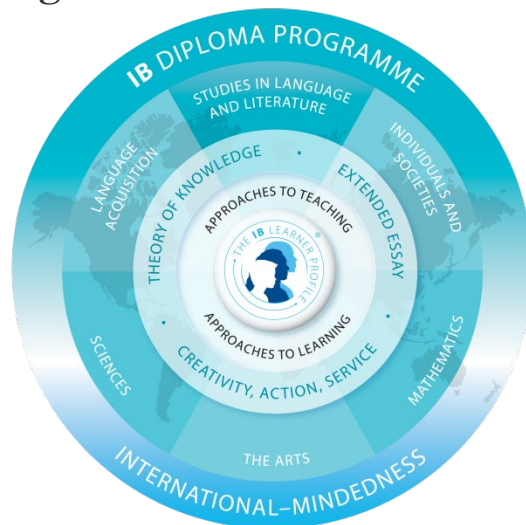 g
IB DIPLOMA PROGRAMME
STUDIES IN LANGUAGE
AND LITERATURE
LANGUAGE
ACQUISITION
INDIVIDUALS AND
SOCIETIES
THEORY OF KNOWLEDGE
EXTENDED ESSAY
APPROACHES TO TEACHING
THE IB LEARNER PROFILE
®
APPROACHES TO LEARNING
CREATIVITY, ACTION, SERVICE
SCIENCES
MATHEMATICS
THE ARTS
INTERNATIONAL–MINDEDNESS